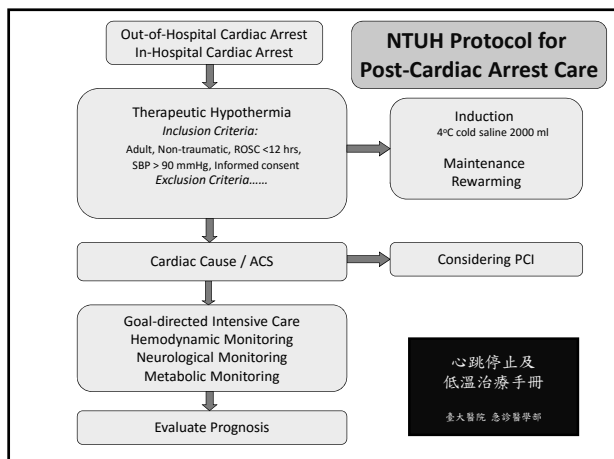 Out-of-Hospital Cardiac Arrest
In-Hospital Cardiac Arrest
NTUH Protocol for
Post-Cardiac Arrest Care
Therapeutic Hypothermia
Inclusion Criteria:
Adult, Non-traumatic, ROSC <12 hrs,
SBP > 90 mmHg, Informed consent
Exclusion Criteria……
Induction
4°C cold saline 2000 ml
Maintenance
Rewarming
Cardiac Cause / ACS
Considering PCI
Goal-directed Intensive Care
Hemodynamic Monitoring
Neurological Monitoring
Metabolic Monitoring
Evaluate Prognosis
心跳停止及
低溫治療手冊
臺大醫院 急診醫學部